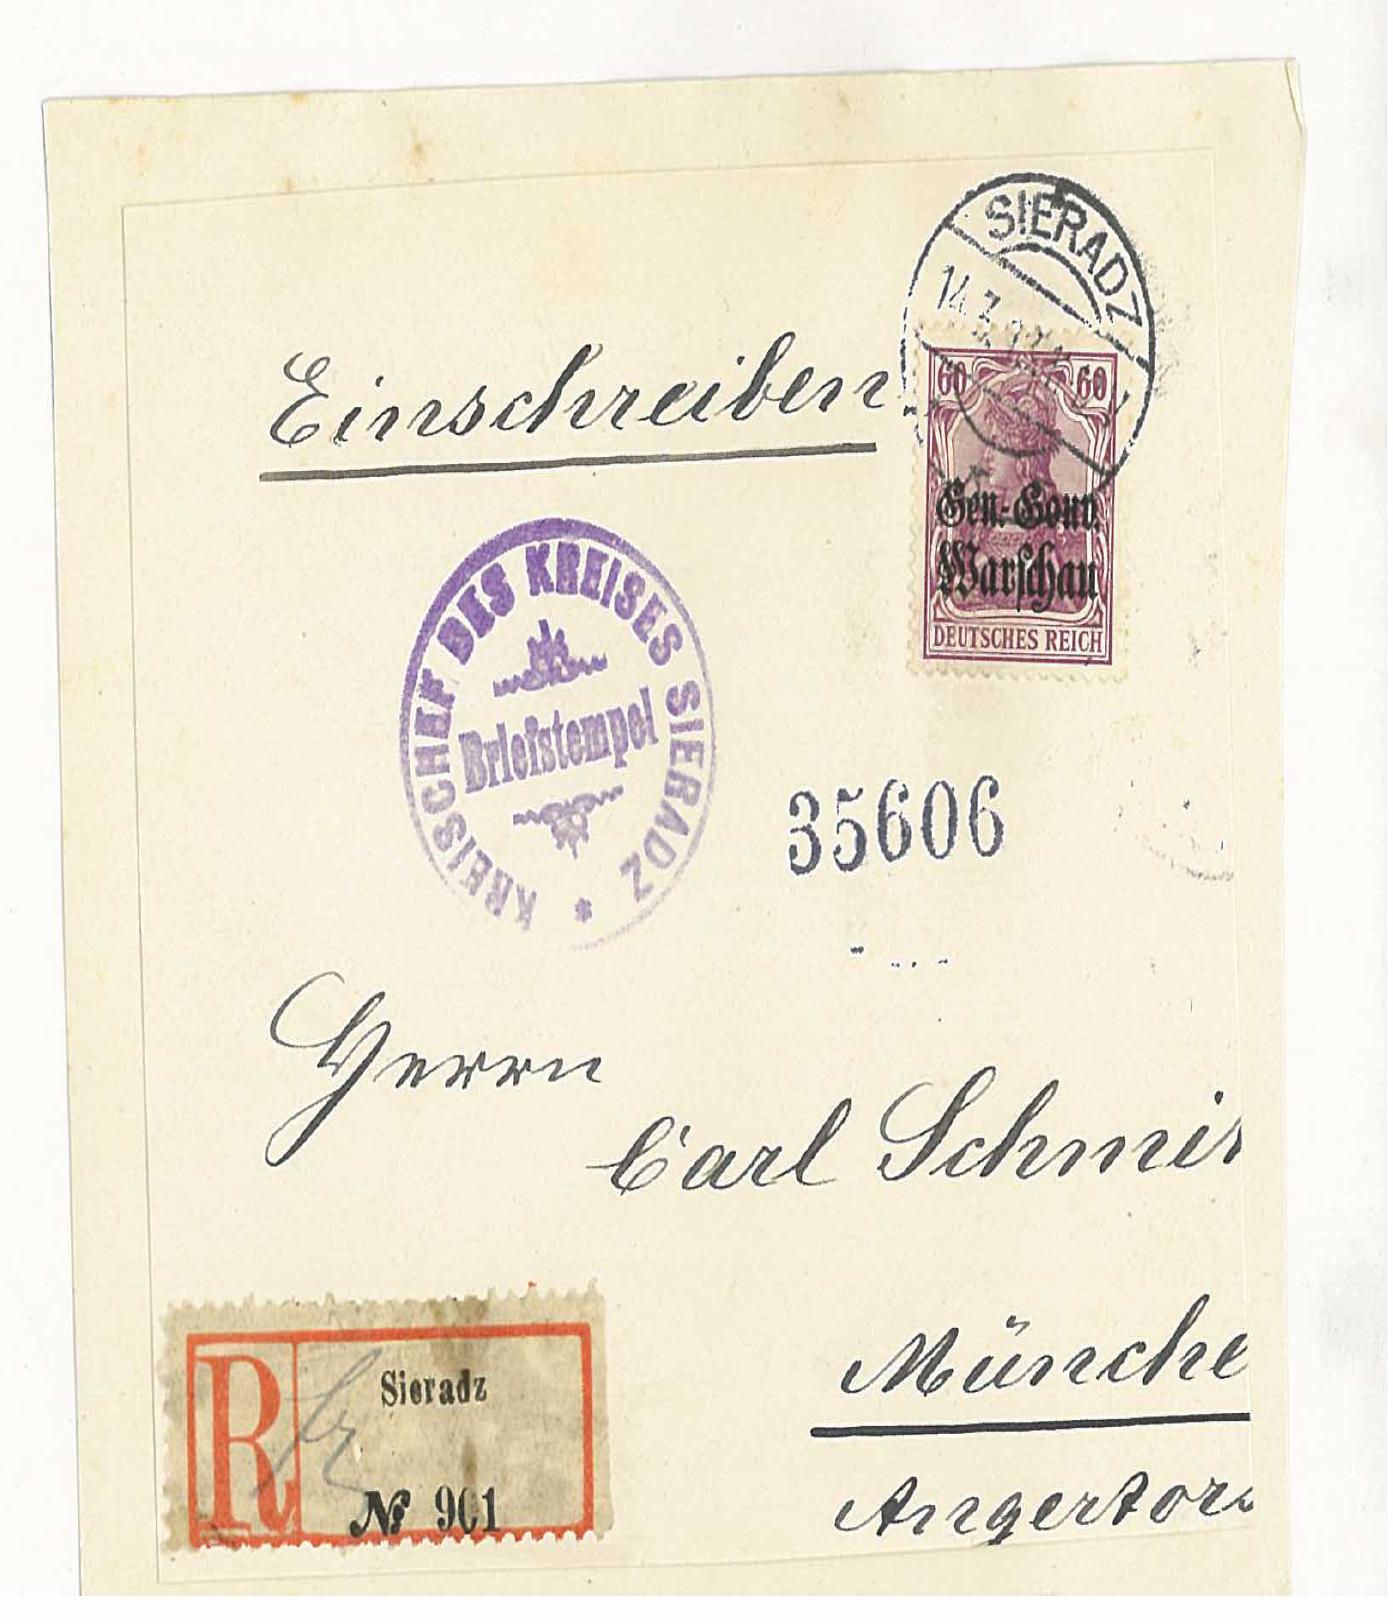 SIERADZ
Einschreiben
60 60
Gen.-Gouv.
Warschau
DEUTSCHES REICH
KREISCHEF DES KREISES SIERADZ *
Briefstempel
35606
Herrn
Carl
Münche
Angertor
R
Sieradz
№ 901